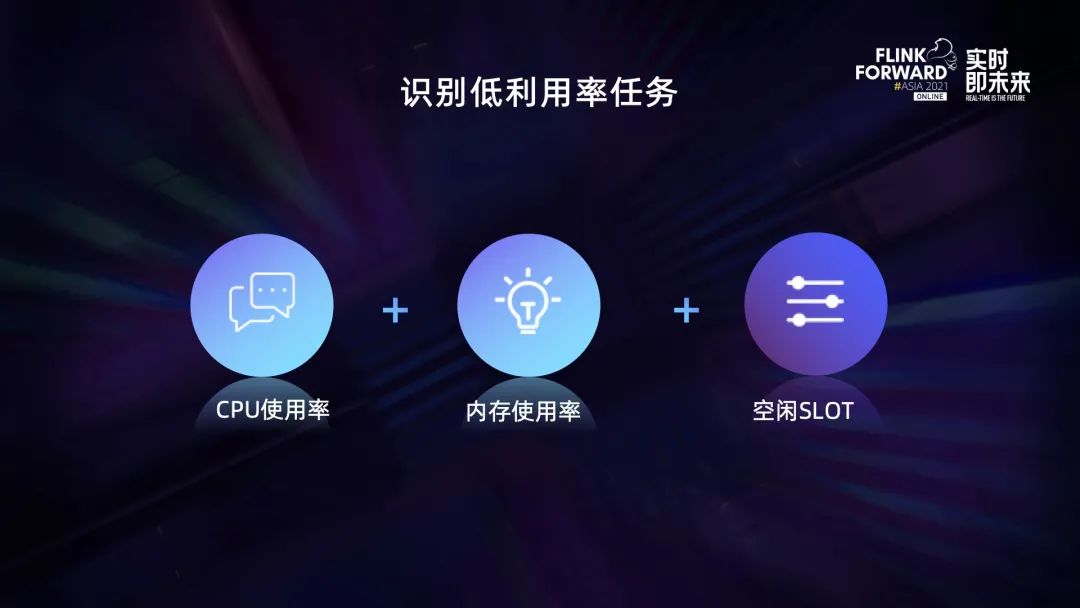 识别低利用率任务
FLINK
FORWARD
#ASIA 2021
ONLINE
实时
即未来
REAL-TIME IS THE FUTURE
+
+
T
CPU使用率
内存使用率
空闲SLOT